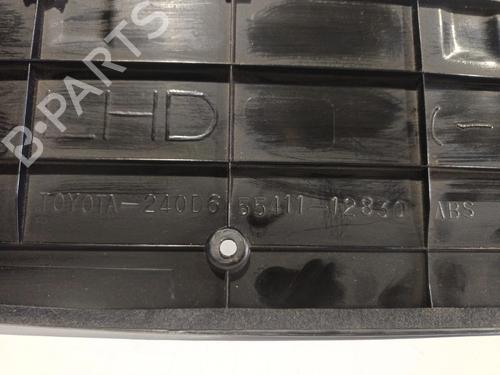 B-PARTS
LHD (-
TOYOTA-240D6 55411-12830 ABS